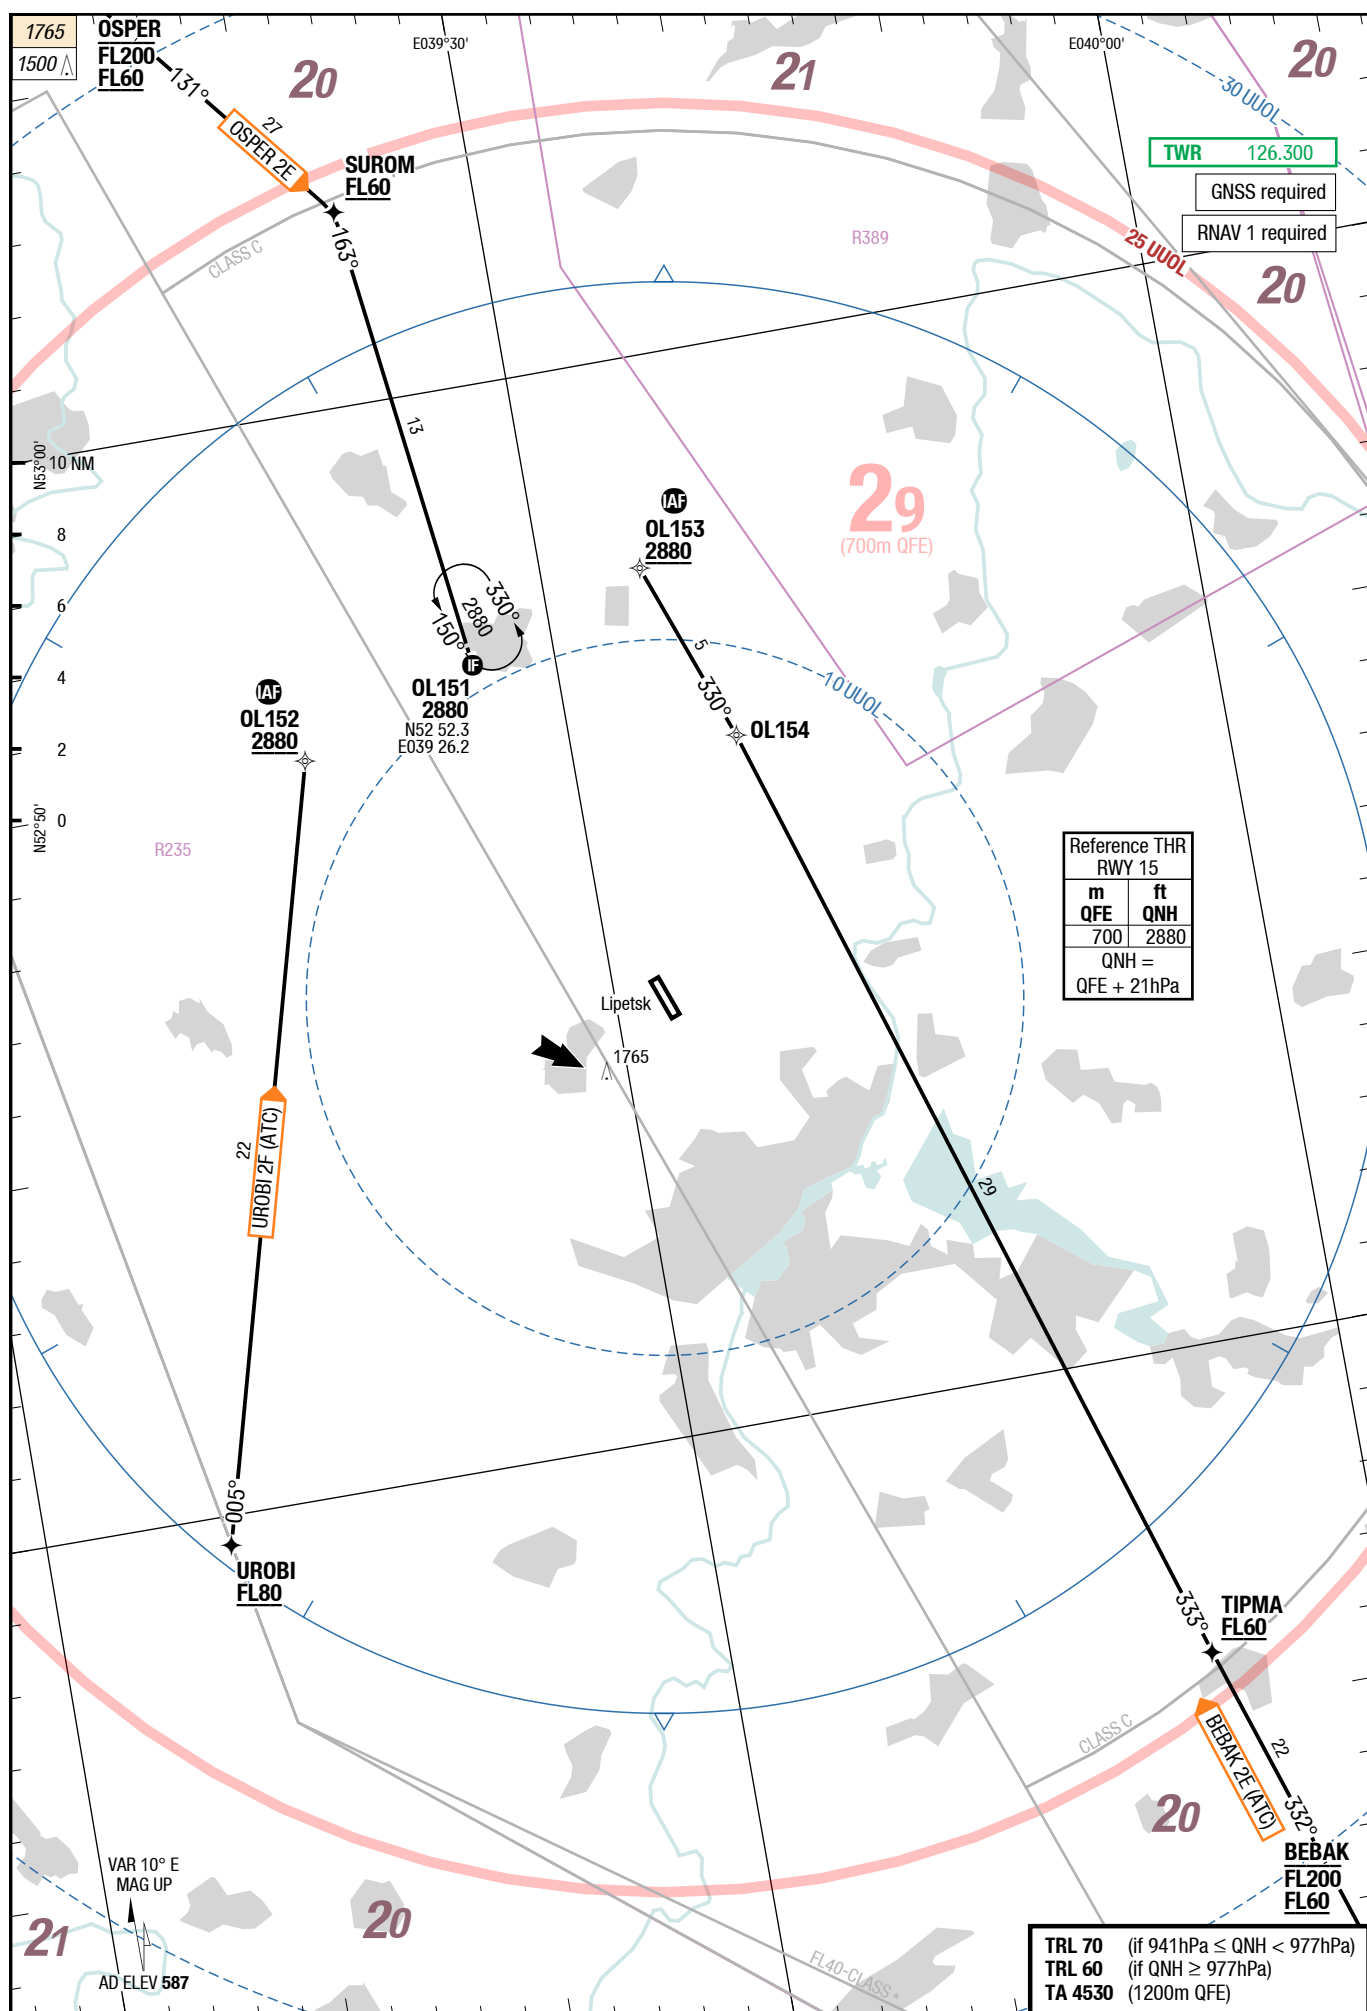 1765
1500
OSPER
FL200
FL60
131°
27
OSPER 2E
20
E039°30'
21
E040°00'
20
30 UUOL
TWR 126.300
GNSS required
RNAV 1 required
SUROM
FL60
163°
CLASS C
R389
25 UUOL
20
13
N53°00'
10 NM
8
6
4
2
0
N52°50'
IAF
OL153
2880
29
(700m QFE)
330°
2880
150°
IF
OL151
2880
N52 52.3
E039 26.2
5
330°
OL154
10 UUOL
IAF
OL152
2880
R235
Reference THR
RWY 15
m ft
QFE QNH
700 2880
QNH =
QFE + 21hPa
Lipetsk
1765
22
UROBI 2F (ATC)
29
005°
UROBI
FL80
333°
TIPMA
FL60
CLASS C
BEBAK 2E (ATC)
22
332°
20
BEBAK
FL200
FL60
VAR 10° E
MAG UP
21
20
AD ELEV 587
FL40-CLASS *
TRL 70 (if 941hPa ≤ QNH < 977hPa)
TRL 60 (if QNH ≥ 977hPa)
TA 4530 (1200m QFE)